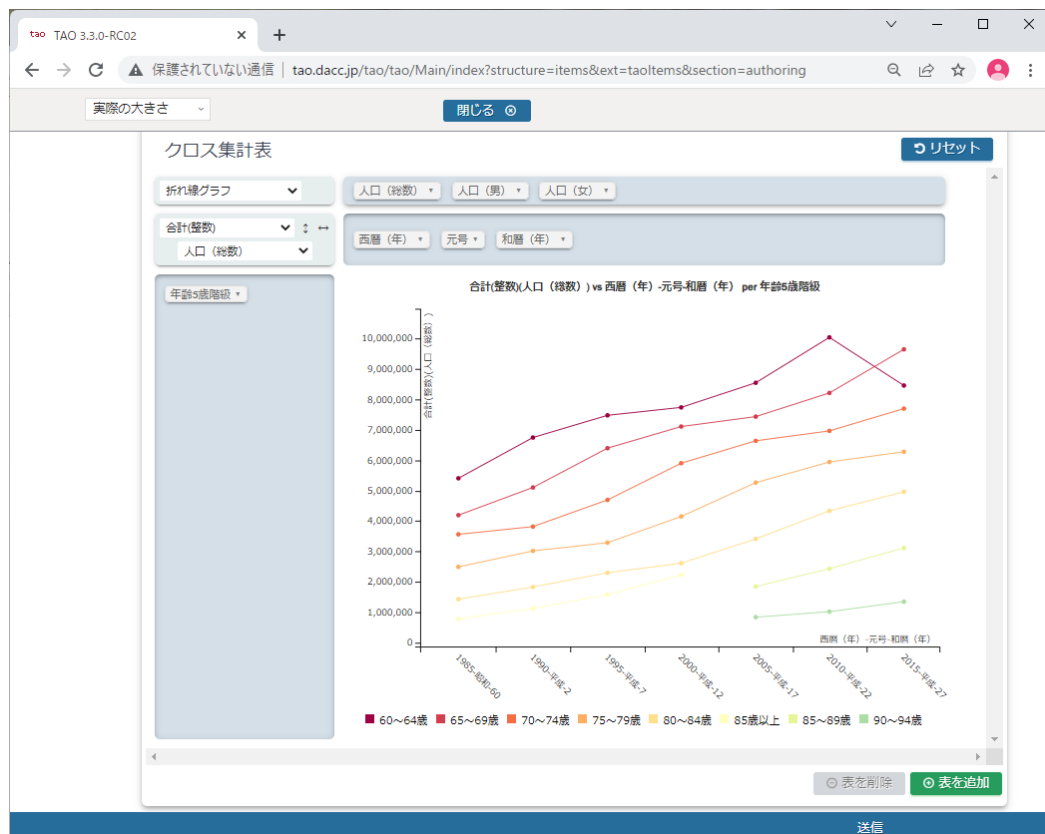 tao TAO 3.3.0-RC02
保護されていない通信 | tao.dacc.jp/tao/tao/Main/index?structure=items&ext=taoItems&section=authoring
実際の大きさ 閉じる
クロス集計表 リセット
折れ線グラフ 人口（総数） 人口（男） 人口（女）
合計(整数)
人口（総数） 西暦（年） 元号 和暦（年）
年齢5歳階級
合計(整数)(人口（総数）) vs 西暦（年）-元号-和暦（年） per 年齢5歳階級
合計(整数)(人口（総数）)
10,000,000
9,000,000
8,000,000
7,000,000
6,000,000
5,000,000
4,000,000
3,000,000
2,000,000
1,000,000
0
西暦（年）-元号-和暦（年）
1985-昭和-60 1990-平成-2 1995-平成-7 2000-平成-12 2005-平成-17 2010-平成-22 2015-平成-27
60～64歳 65～69歳 70～74歳 75～79歳 80～84歳 85歳以上 85～89歳 90～94歳
表を削除 表を追加
送信